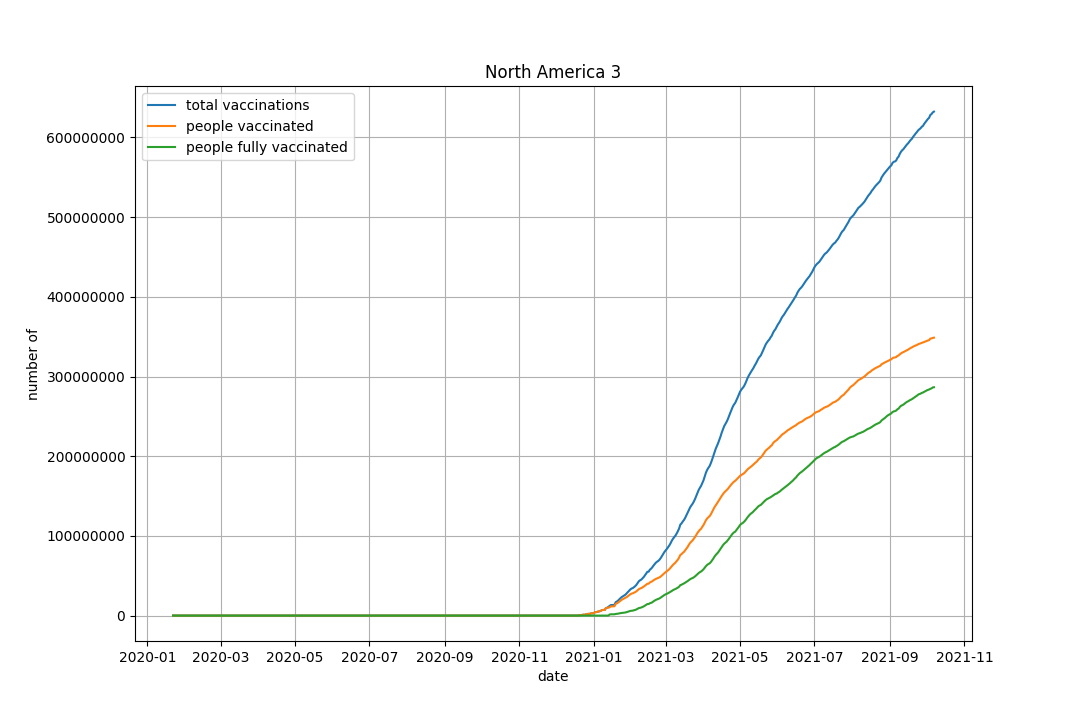 North America 3
total vaccinations
people vaccinated
people fully vaccinated
number of
600000000
500000000
400000000
300000000
200000000
100000000
0
2020-01 2020-03 2020-05 2020-07 2020-09 2020-11 2021-01 2021-03 2021-05 2021-07 2021-09 2021-11
date